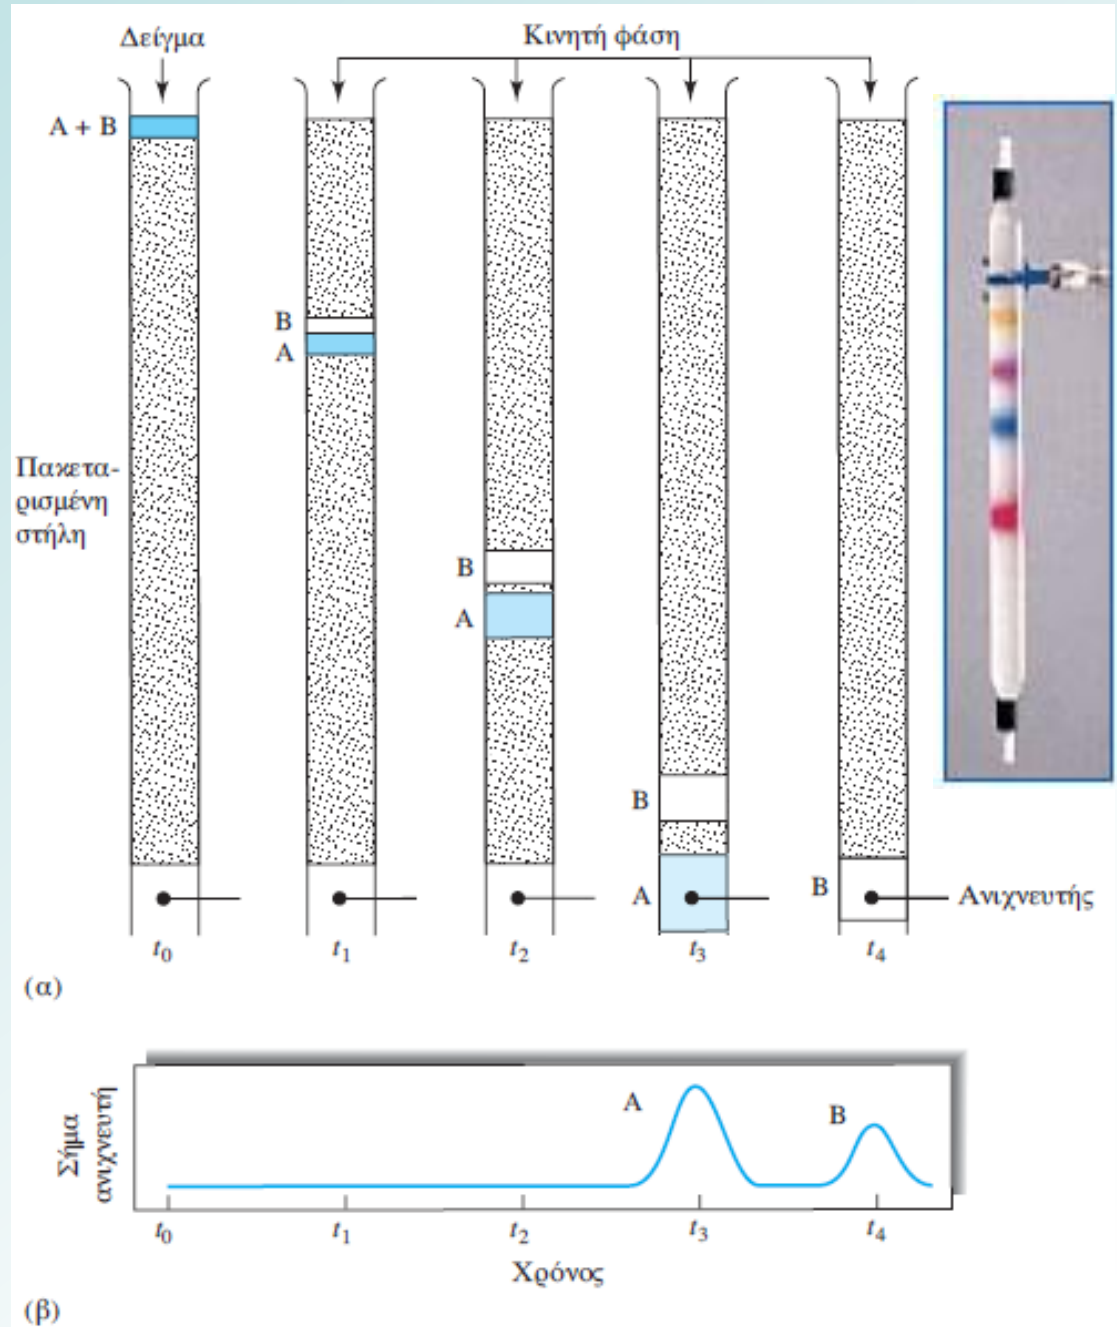 Δείγμα
Κινητή φάση
A + B
B
A
Πακετα-
ρισμένη
στήλη
B
A
B
A
B
Ανιχνευτής
t0
t1
t2
t3
t4
(α)
Σήμα
ανιχνευτή
A
B
t0
t1
t2
t3
t4
Χρόνος
(β)